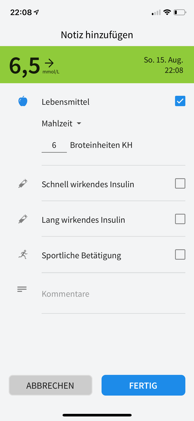 22:08
Notiz hinzufügen
6,5 mmol/L
So. 15. Aug.
22:08
Lebensmittel
Mahlzeit
6 Broteinheiten KH
Schnell wirkendes Insulin
Lang wirkendes Insulin
Sportliche Betätigung
Kommentare
ABBRECHEN FERTIG